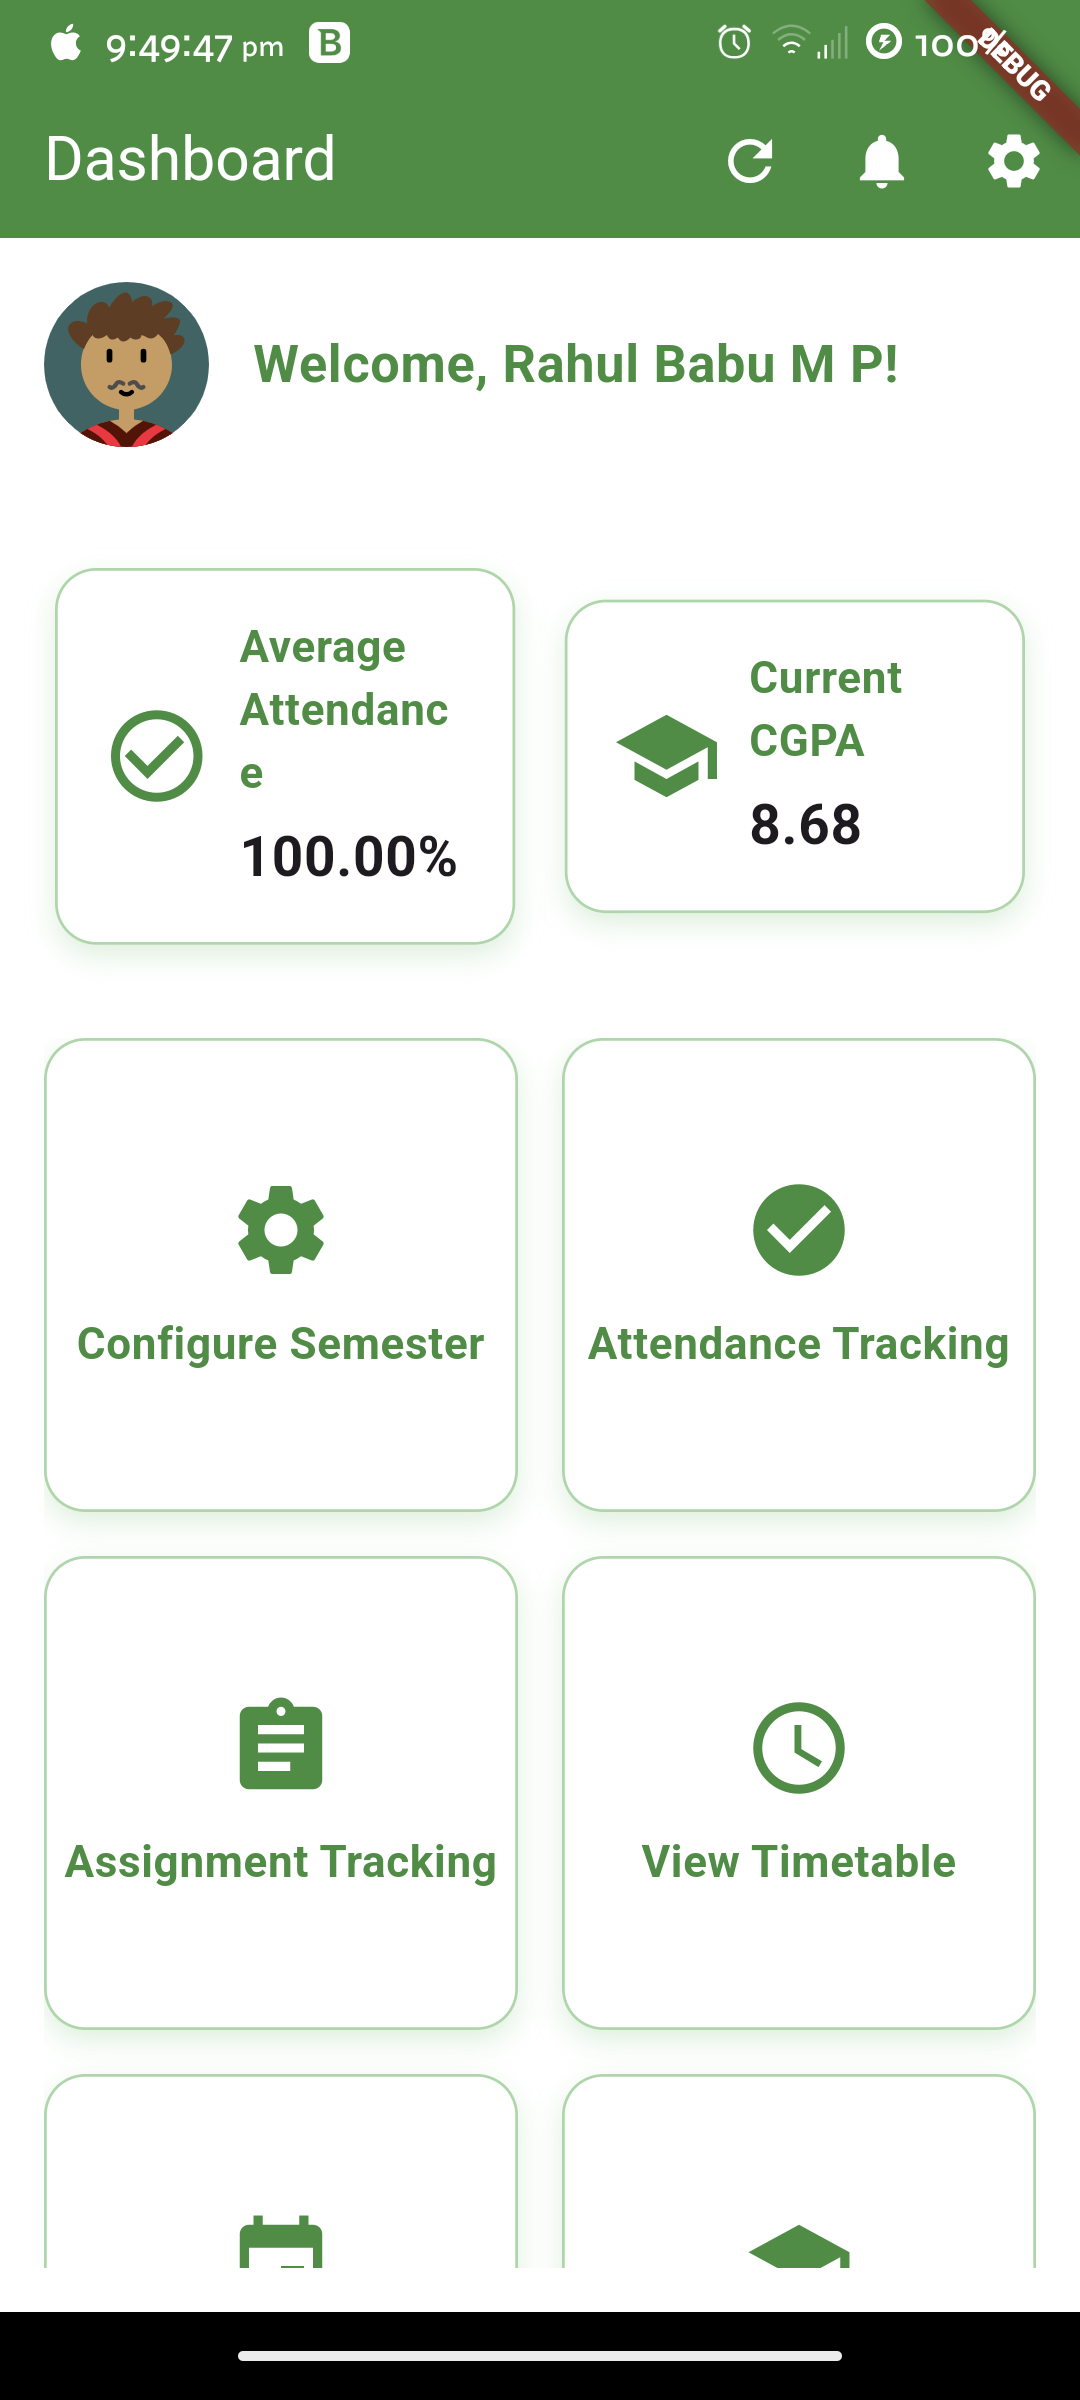 9:49:47 pm B 100%
DEBUG
Dashboard
Welcome, Rahul Babu M P!
Average
Attendanc
e
100.00%
Current
CGPA
8.68
Configure Semester
Attendance Tracking
Assignment Tracking
View Timetable